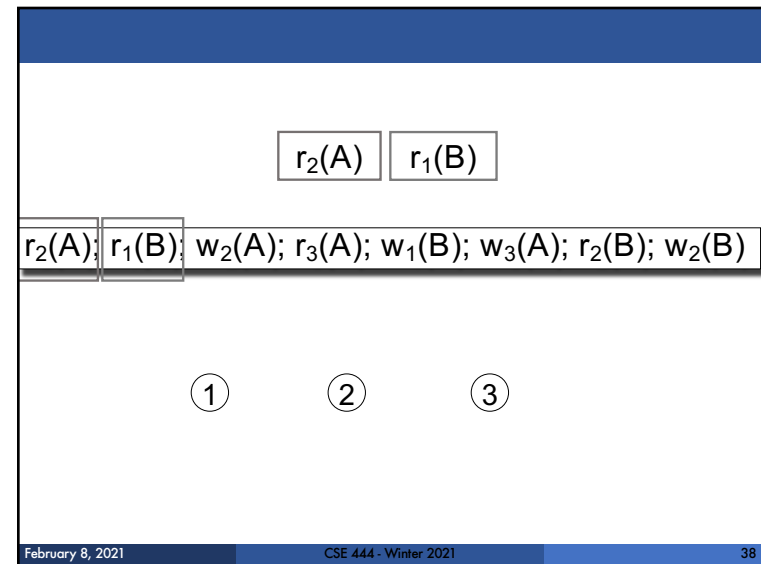 r₂(A) r₁(B)
r₂(A); r₁(B); w₂(A); r₃(A); w₁(B); w₃(A); r₂(B); w₂(B)
1 2 3
February 8, 2021 CSE 444 - Winter 2021 38